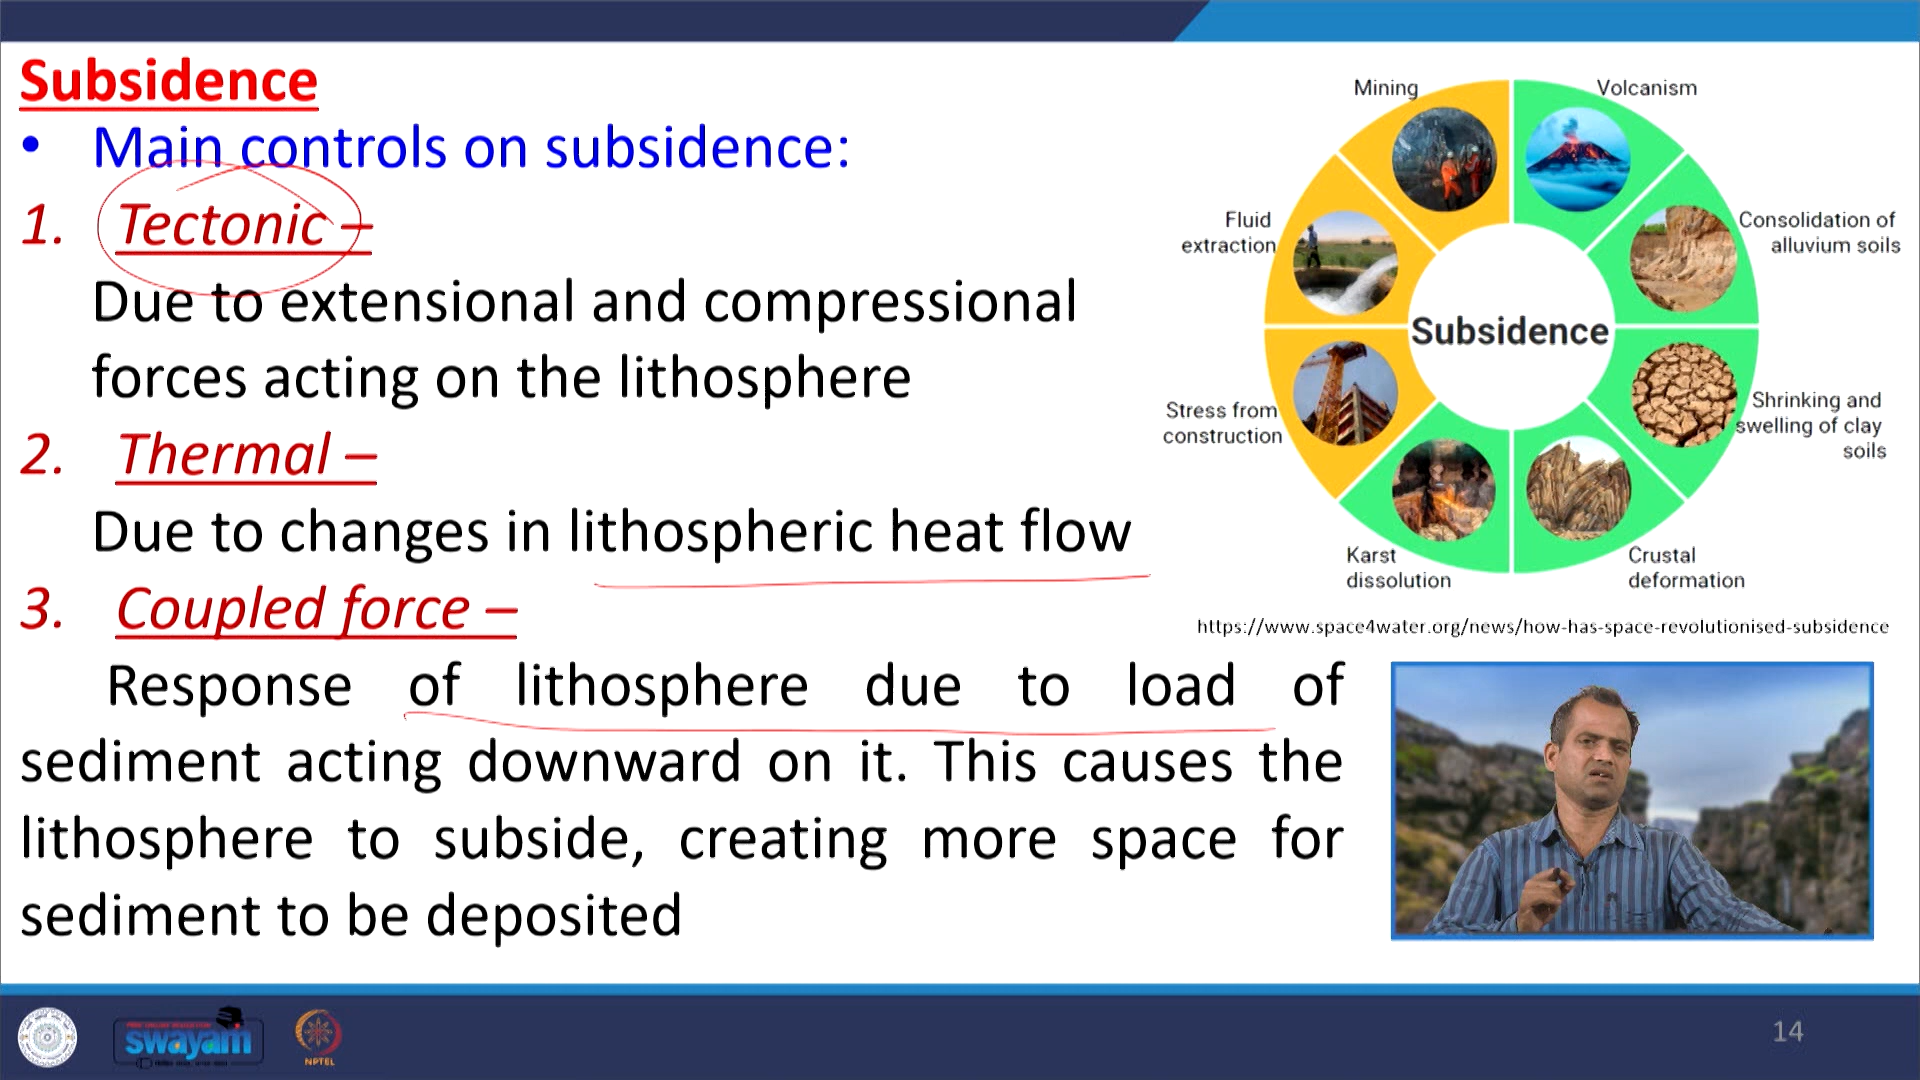 Subsidence
• Main controls on subsidence:
1. Tectonic –
Due to extensional and compressional
forces acting on the lithosphere
2. Thermal –
Due to changes in lithospheric heat flow
3. Coupled force –
Response of lithosphere due to load of
sediment acting downward on it. This causes the
lithosphere to subside, creating more space for
sediment to be deposited
Mining
Volcanism
Fluid
extraction
Consolidation of
alluvium soils
Subsidence
Stress from
construction
Shrinking and
swelling of clay
soils
Karst
dissolution
Crustal
deformation
https://www.space4water.org/news/how-has-space-revolutionised-subsidence
swayam
NPTEL
14